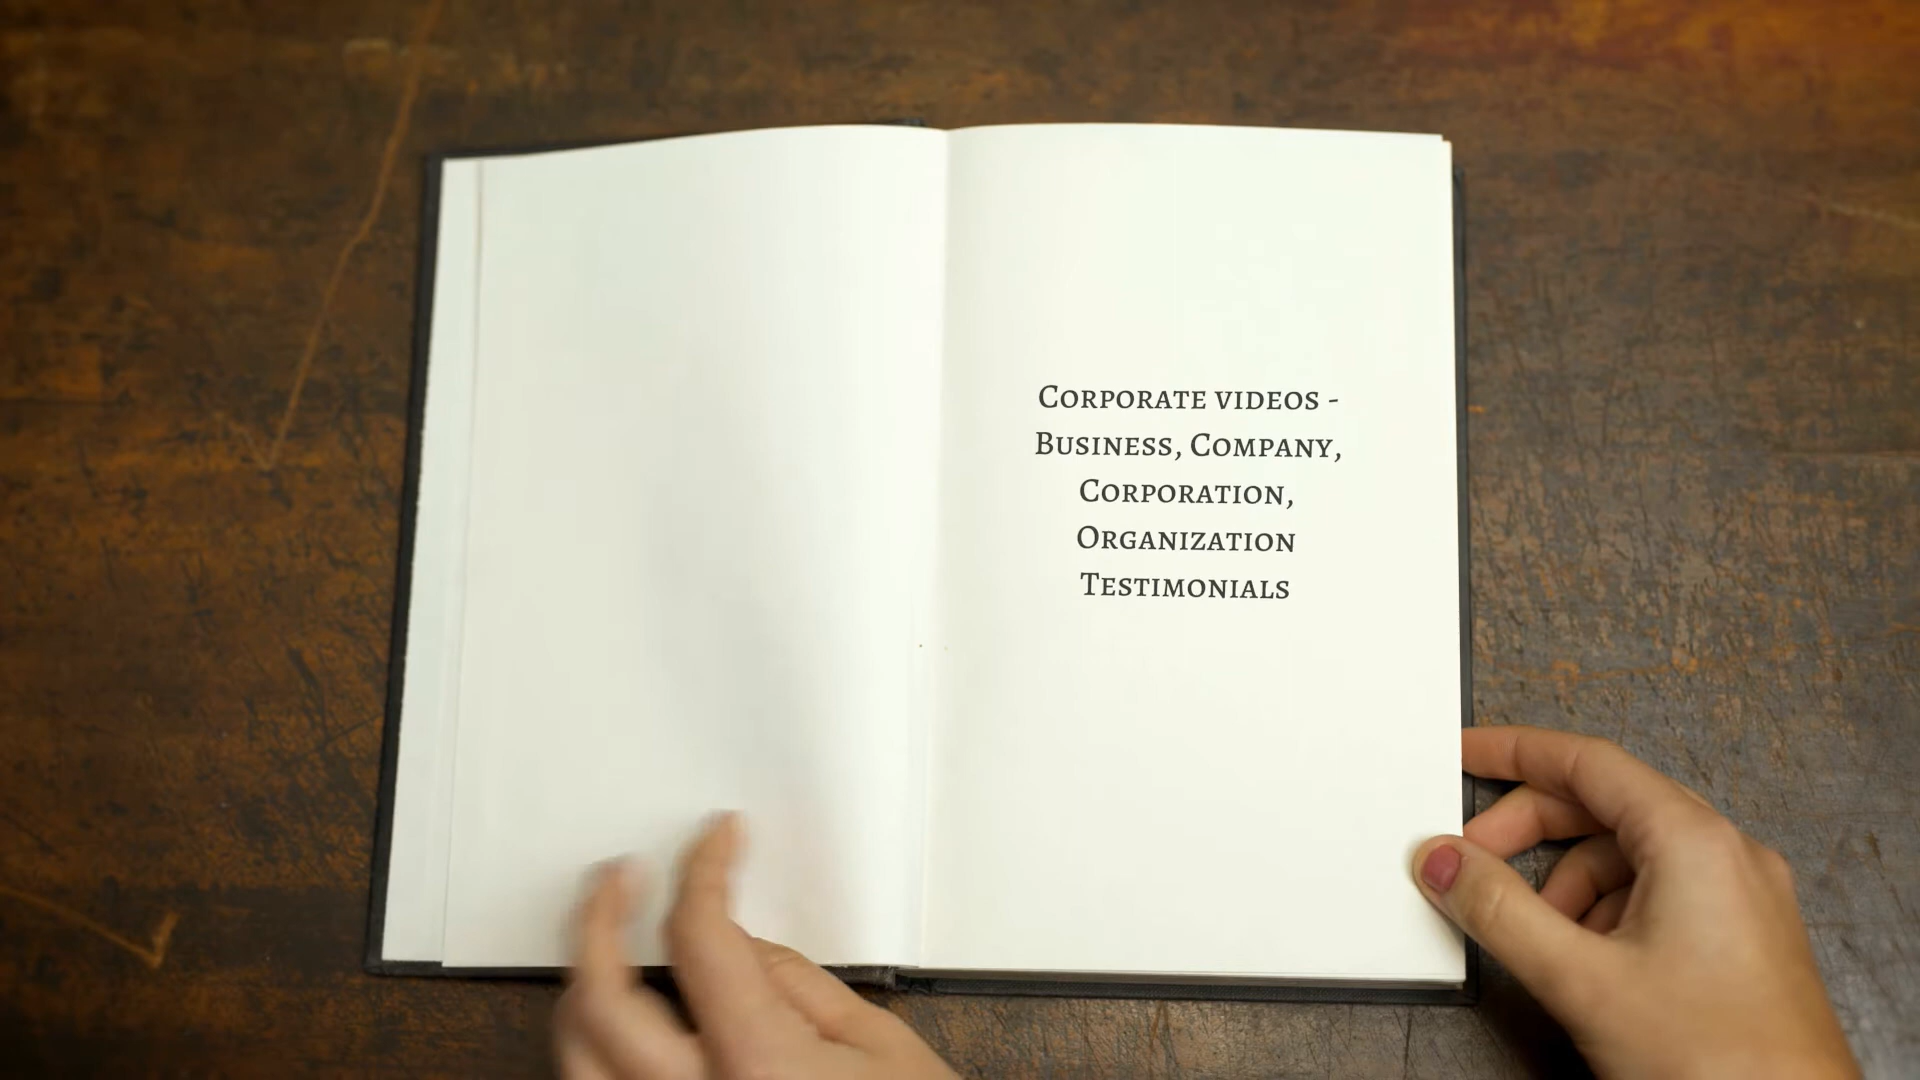 Corporate videos -
Business, Company,
Corporation,
Organization
Testimonials